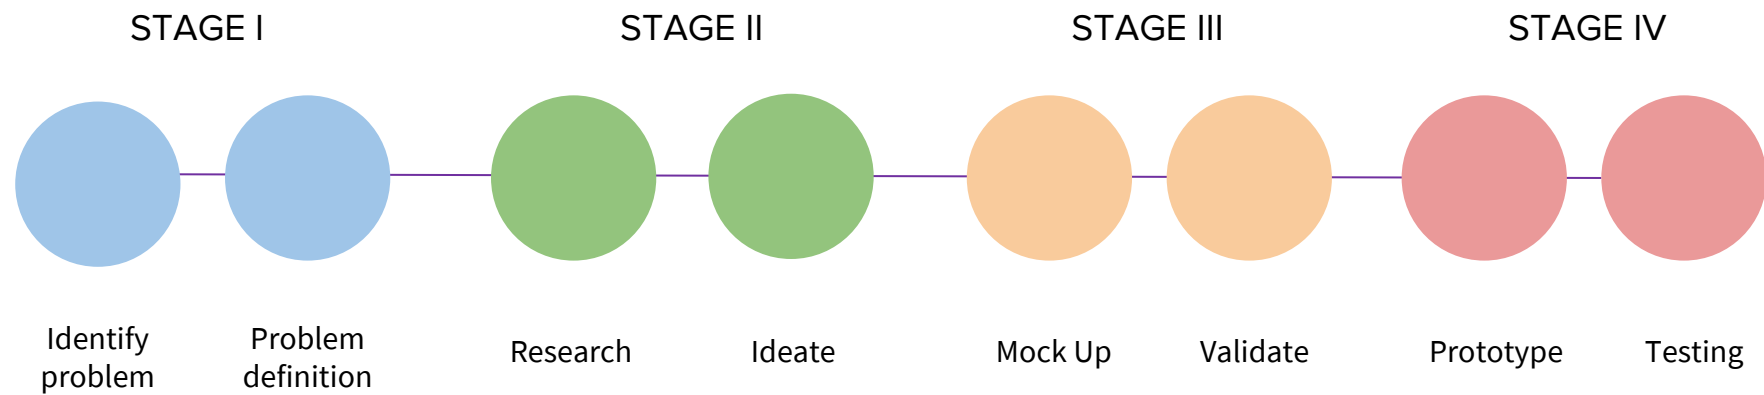 STAGE I
STAGE II
STAGE III
STAGE IV
Identify
problem
Problem
definition
Research
Ideate
Mock Up
Validate
Prototype
Testing